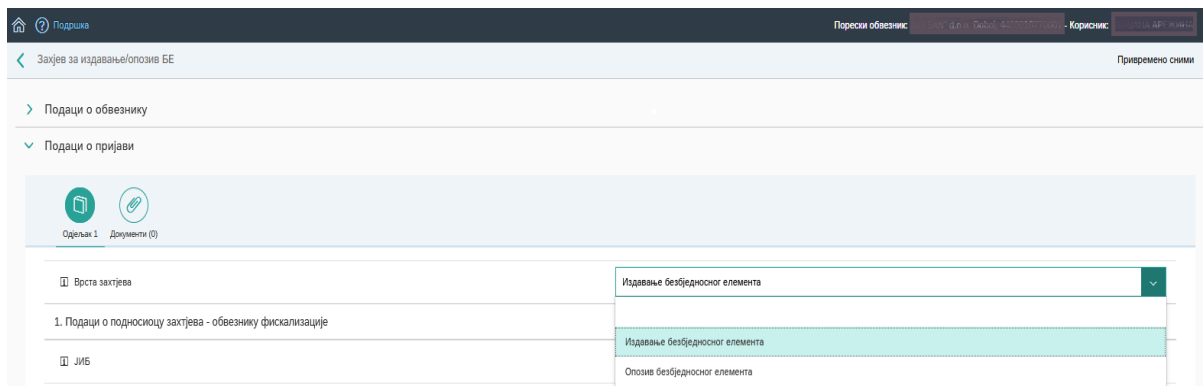 Подршка
Порески обвезник: d.o.o. Doboj, - Корисник:
Захјев за издавање/опозив БЕ
Привремено сними
Подаци о обвезнику
Подаци о пријави
Одјељак 1 Документи (0)
Врста захтјева Издавање безбједносног елемента
1. Подаци о подносиоцу захтјева - обвезнику фискализације
Издавање безбједносног елемента
ЈИБ
Опозив безбједносног елемента